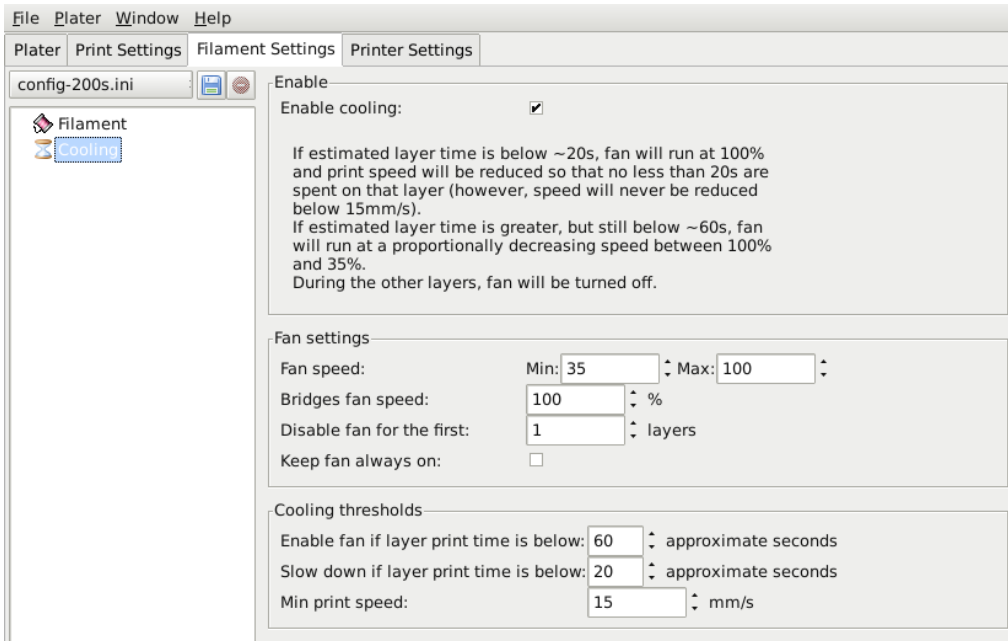 File Plater Window Help
Plater Print Settings Filament Settings Printer Settings
config-200s.ini
Filament
Cooling
Enable
Enable cooling:
If estimated layer time is below ~20s, fan will run at 100%
and print speed will be reduced so that no less than 20s are
spent on that layer (however, speed will never be reduced
below 15mm/s).
If estimated layer time is greater, but still below ~60s, fan
will run at a proportionally decreasing speed between 100%
and 35%.
During the other layers, fan will be turned off.
Fan settings
Fan speed: Min: 35 Max: 100
Bridges fan speed: 100 %
Disable fan for the first: 1 layers
Keep fan always on:
Cooling thresholds
Enable fan if layer print time is below: 60 approximate seconds
Slow down if layer print time is below: 20 approximate seconds
Min print speed: 15 mm/s